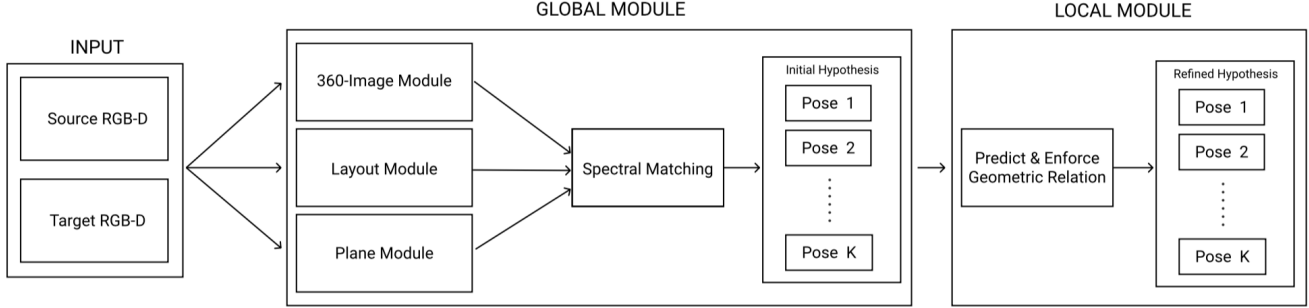 INPUT
Source RGB-D
Target RGB-D
GLOBAL MODULE
360-Image Module
Layout Module
Plane Module
Spectral Matching
Initial Hypothesis
Pose 1
Pose 2
Pose K
LOCAL MODULE
Predict & Enforce
Geometric Relation
Refined Hypothesis
Pose 1
Pose 2
Pose K